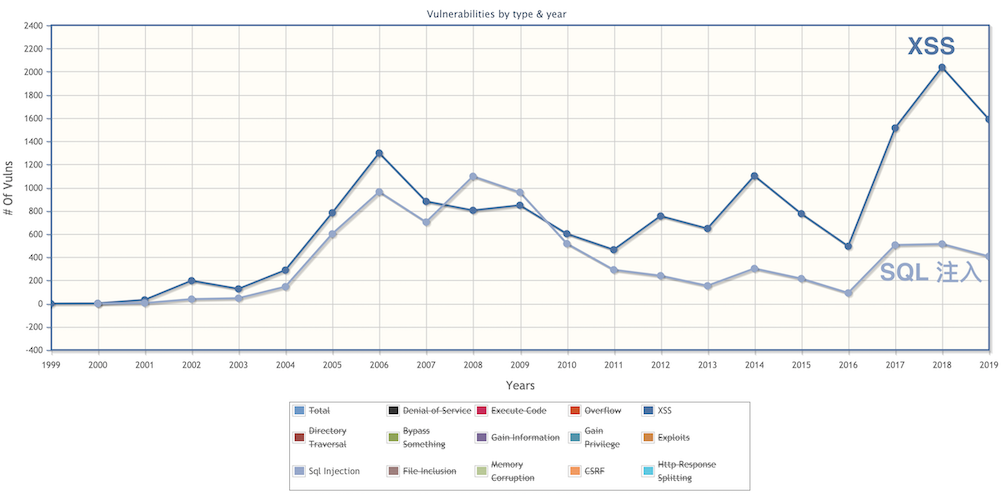 Vulnerabilities by type & year
2400
2200
2000
1800
1600
1400
1200
1000
800
600
400
200
0
-200
-400
# Of Vulns
XSS
SQL 注入
1999 2000 2001 2002 2003 2004 2005 2006 2007 2008 2009 2010 2011 2012 2013 2014 2015 2016 2017 2018 2019
Years
Total Denial of Service Execute Code Overflow XSS
Directory Traversal Bypass Something Gain Information Gain Privilege Exploits
Sql Injection File Inclusion Memory Corruption CSRF Http Response Splitting